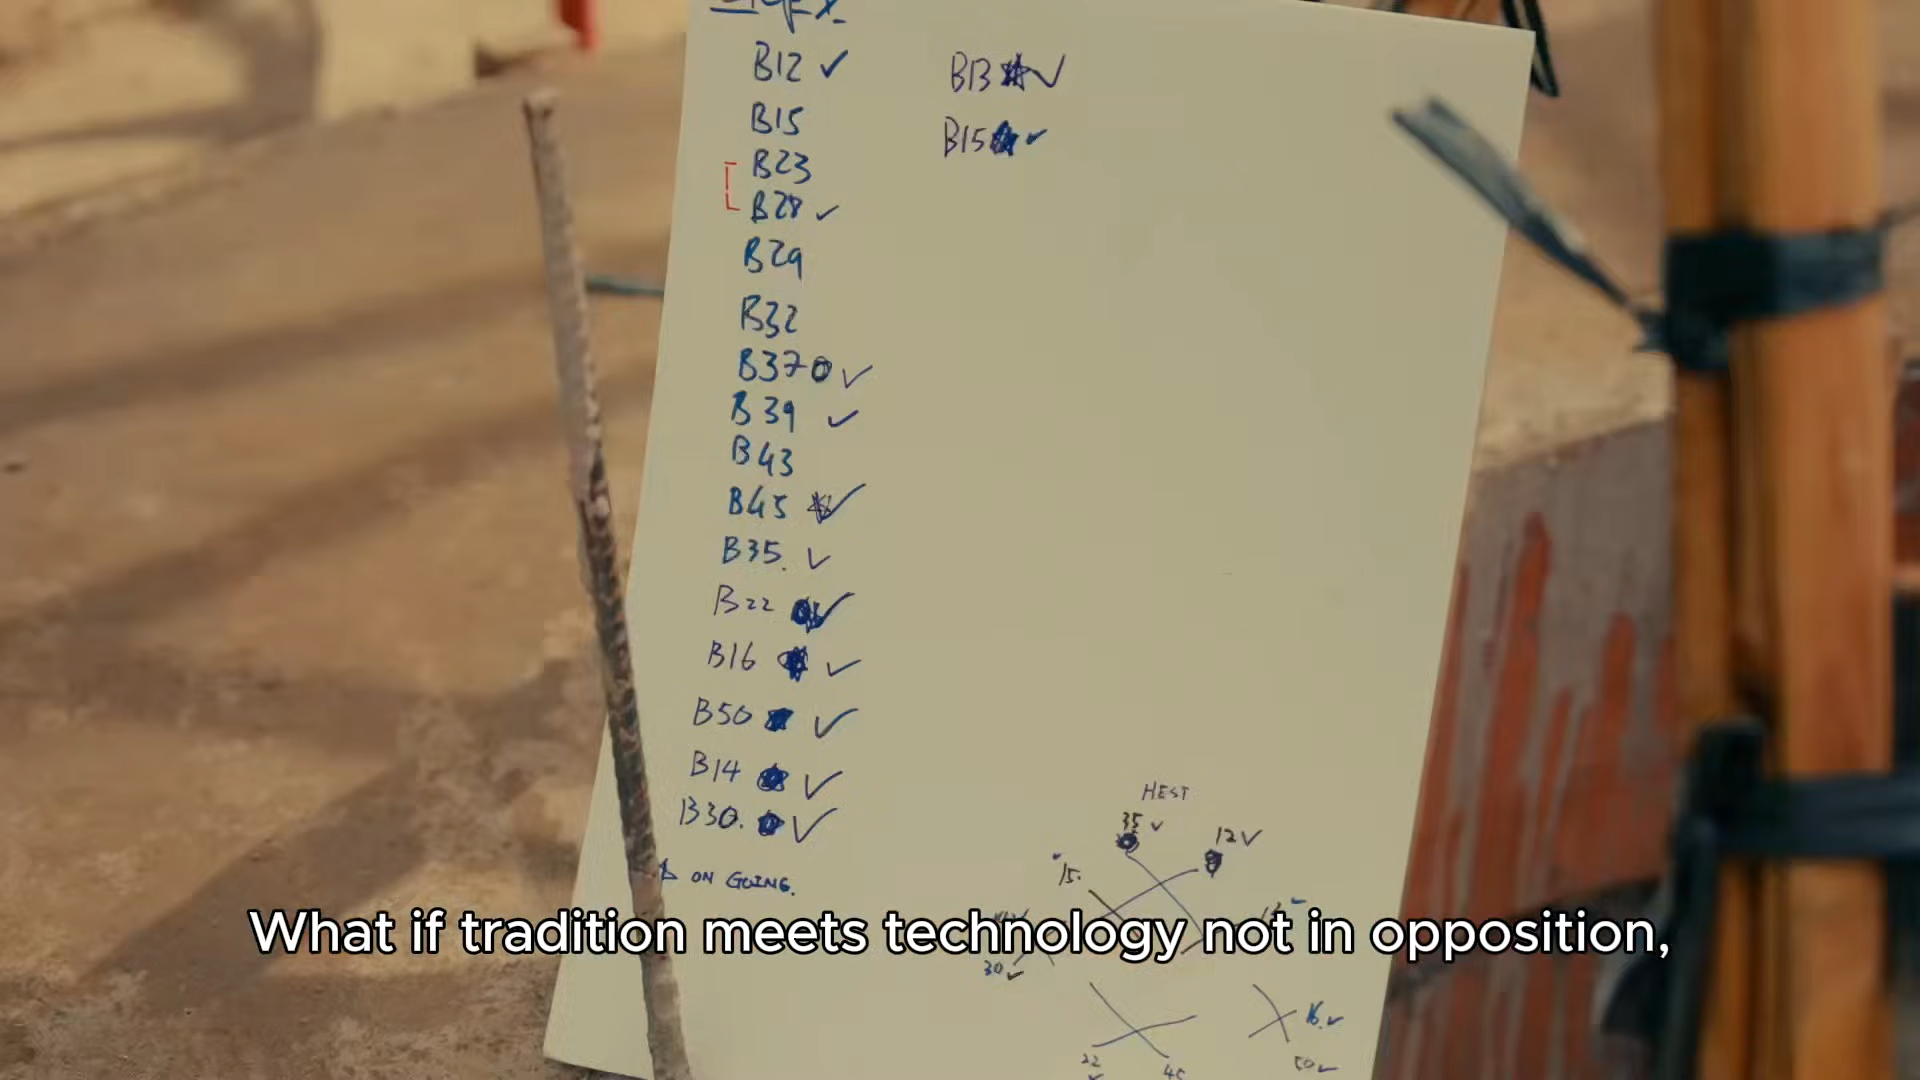 B12 ✓
B15
B23
B28 ✓
B29
B32
B37 ✓
B39 ✓
B43
B45 ✓
B35. ✓
B22 ✓
B16 ✓
B50 ✓
B14 ✓
B30. ✓
ON GOING.
B13 ✓
B15 ✓
HEST
35 ✓
12 ✓
15.
30 ✓
16. ✓
22
45
50 ✓
What if tradition meets technology not in opposition,